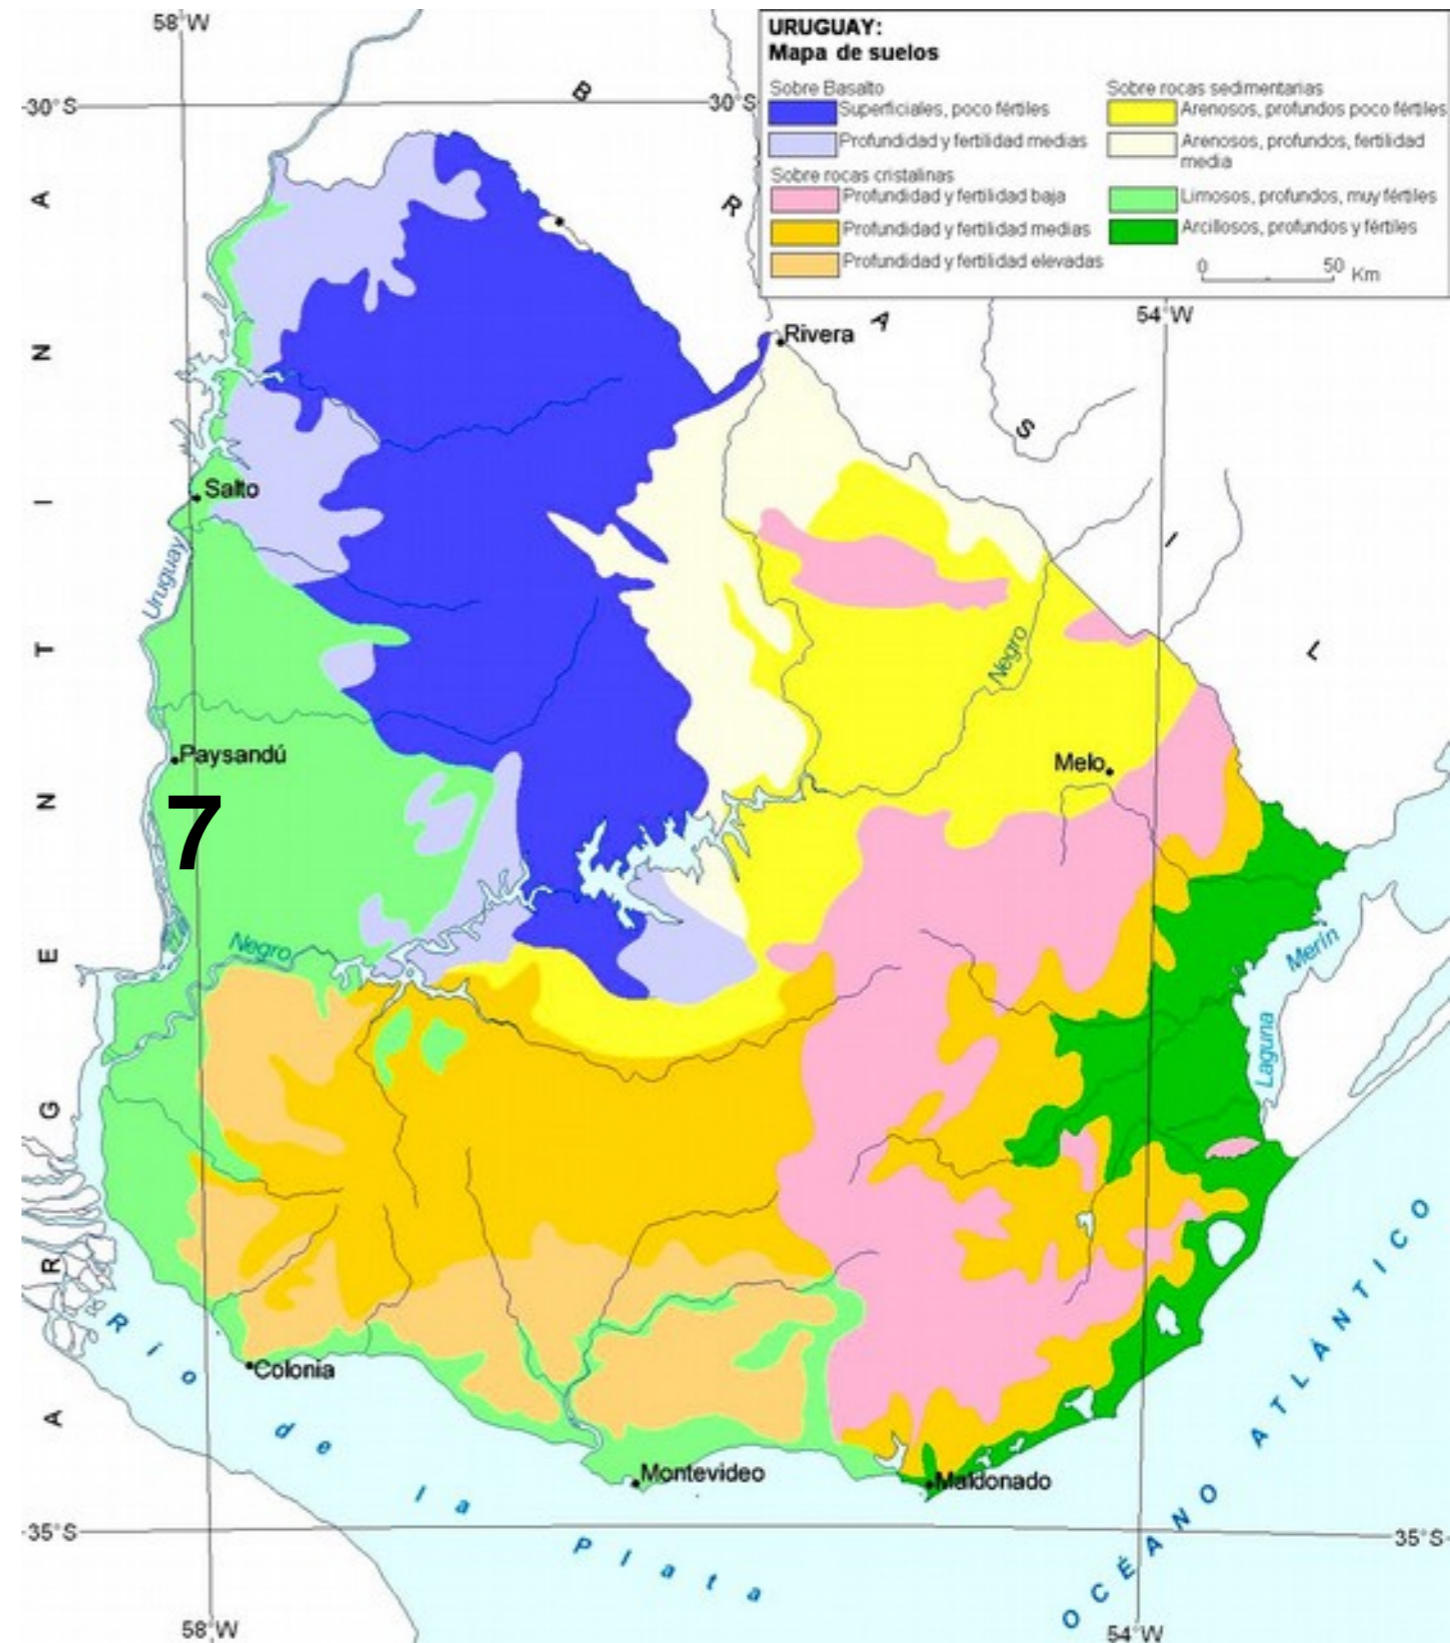 58°W
URUGUAY:
Mapa de suelos
Sobre Basalto
Superficiales, poco fértiles
Profundidad y fertilidad medias
Sobre rocas cristalinas
Profundidad y fertilidad baja
Profundidad y fertilidad medias
Profundidad y fertilidad elevadas
Sobre rocas sedimentarias
Arenosos, profundos poco fértiles
Arenosos, profundos, fertilidad
media
Limosos, profundos, muy fértiles
Arcillosos, profundos y fértiles
0 50 Km
30°S
30°S
54°W
BRASIL
ARGENTINA
Rivera
Salto
Uruguay
Negro
Paysandú
Melo
7
Negro
Laguna Merín
Colonia
Montevideo
Maldonado
Río de la Plata
OCÉANO ATLÀNTICO
35°S
35°S
58°W
54°W